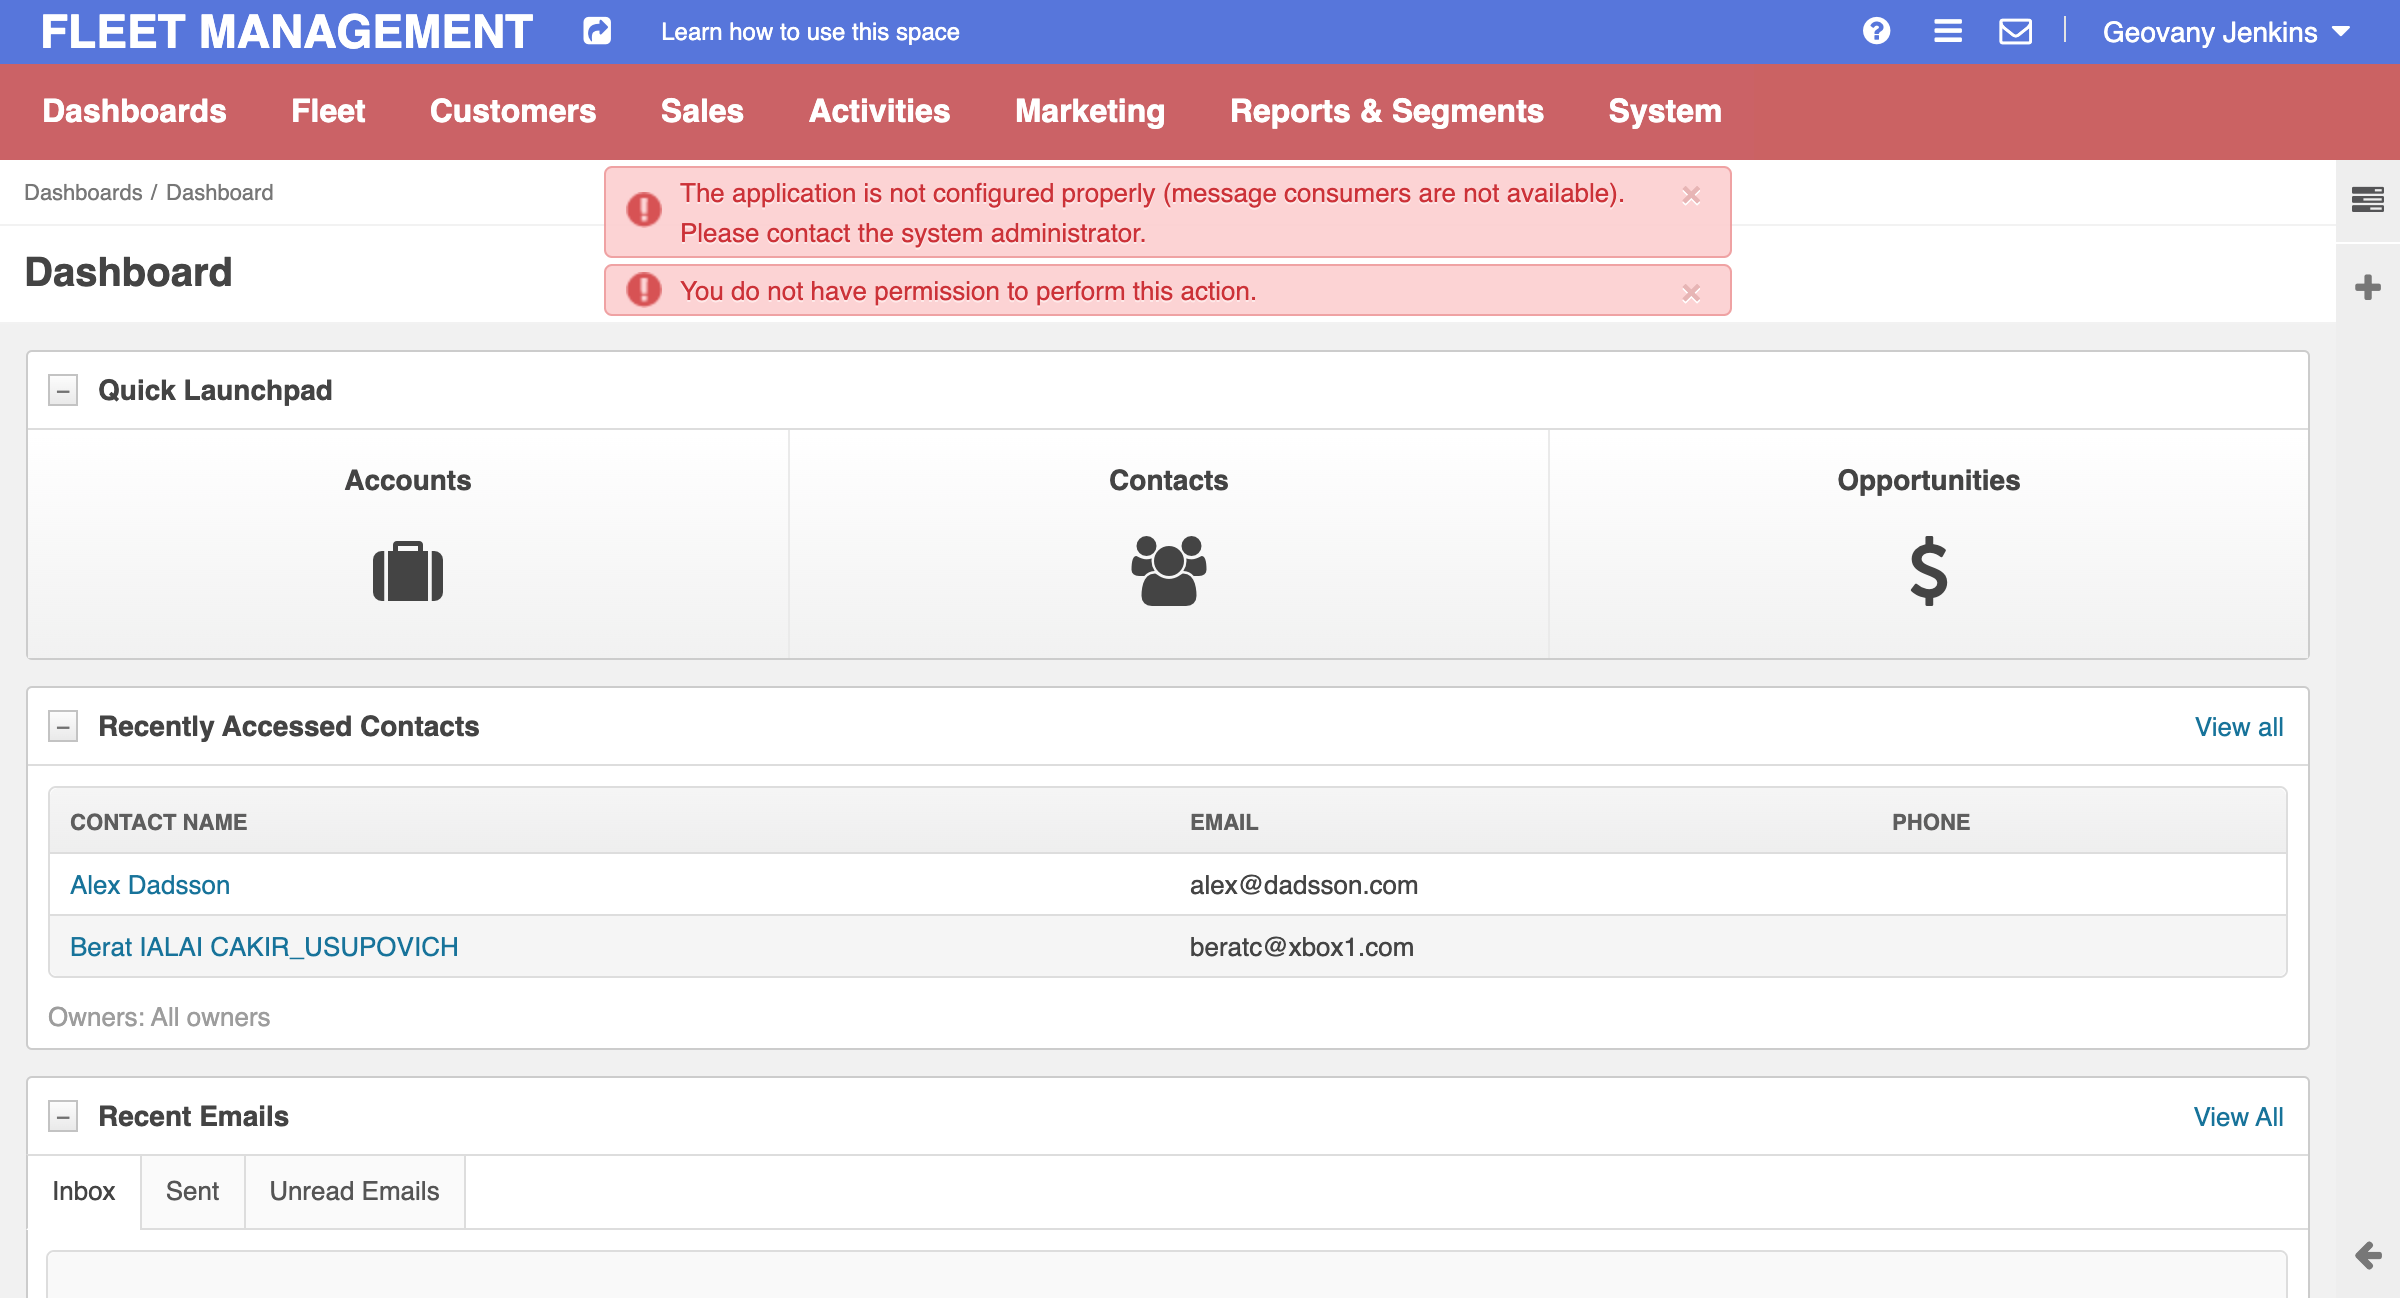 FLEET MANAGEMENT
Learn how to use this space
Geovany Jenkins
Dashboards
Fleet
Customers
Sales
Activities
Marketing
Reports & Segments
System
Dashboards / Dashboard
The application is not configured properly (message consumers are not available).
Please contact the system administrator.
You do not have permission to perform this action.
Dashboard
Quick Launchpad
Accounts
Contacts
Opportunities
Recently Accessed Contacts
View all
CONTACT NAME
EMAIL
PHONE
Alex Dadsson
alex@dadsson.com
Berat IALAI CAKIR_USUPOVICH
beratc@xbox1.com
Owners: All owners
Recent Emails
View All
Inbox
Sent
Unread Emails